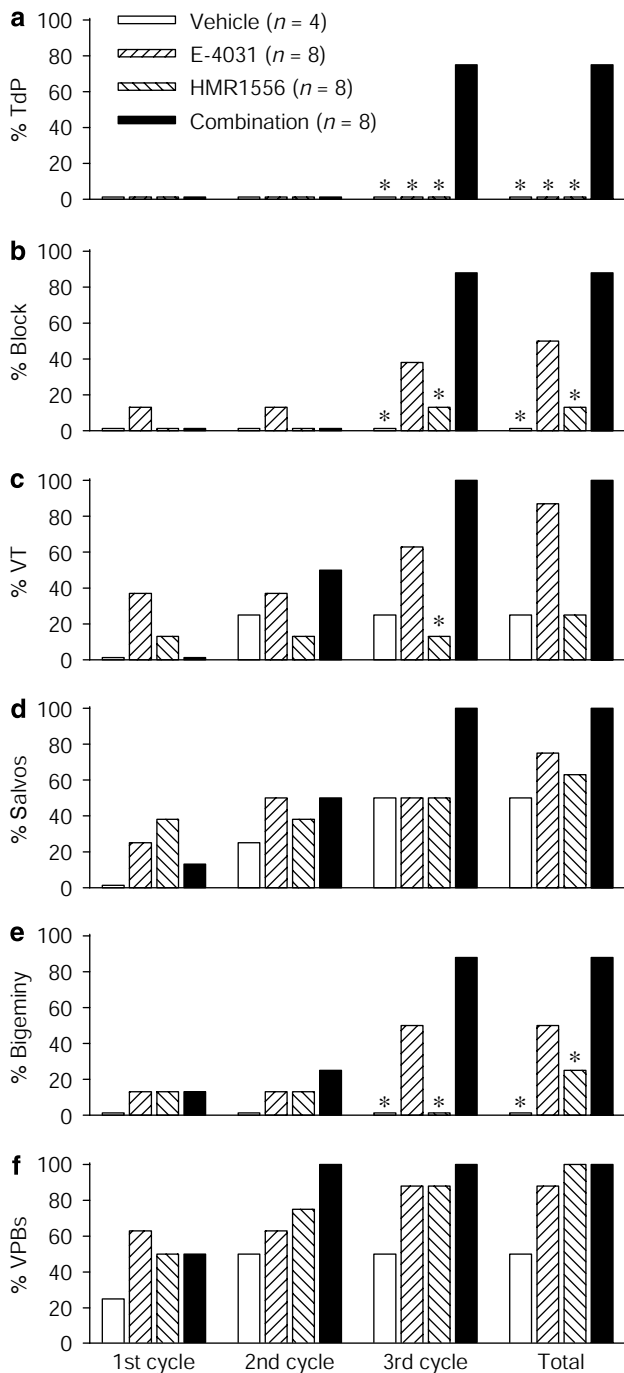 a
100
80
60
40
20
0
% TdP
Vehicle (n = 4)
E-4031 (n = 8)
HMR1556 (n = 8)
Combination (n = 8)
* * * * * *
b
100
80
60
40
20
0
% Block
* * * *
c
100
80
60
40
20
0
% VT
*
d
100
80
60
40
20
0
% Salvos
e
100
80
60
40
20
0
% Bigeminy
* * * *
f
100
80
60
40
20
0
% VPBs
1st cycle 2nd cycle 3rd cycle Total